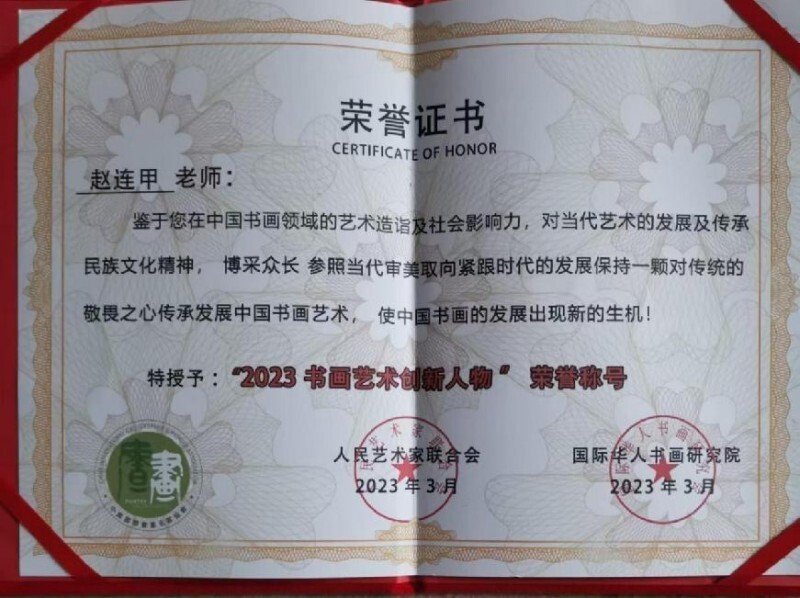 荣誉证书
CERTIFICATE OF HONOR
赵连甲 老师：
鉴于您在中国书画领域的艺术造诣及社会影响力，对当代艺术的发展及传承
民族文化精神， 博采众长 参照当代审美取向紧跟时代的发展保持一颗对传统的
敬畏之心传承发展中国书画艺术， 使中国书画的发展出现新的生机！
特授予：“2023 书画艺术创新人物” 荣誉称号
人民艺术家联合会 国际华人书画研究院
2023 年 3 月 2023 年 3 月